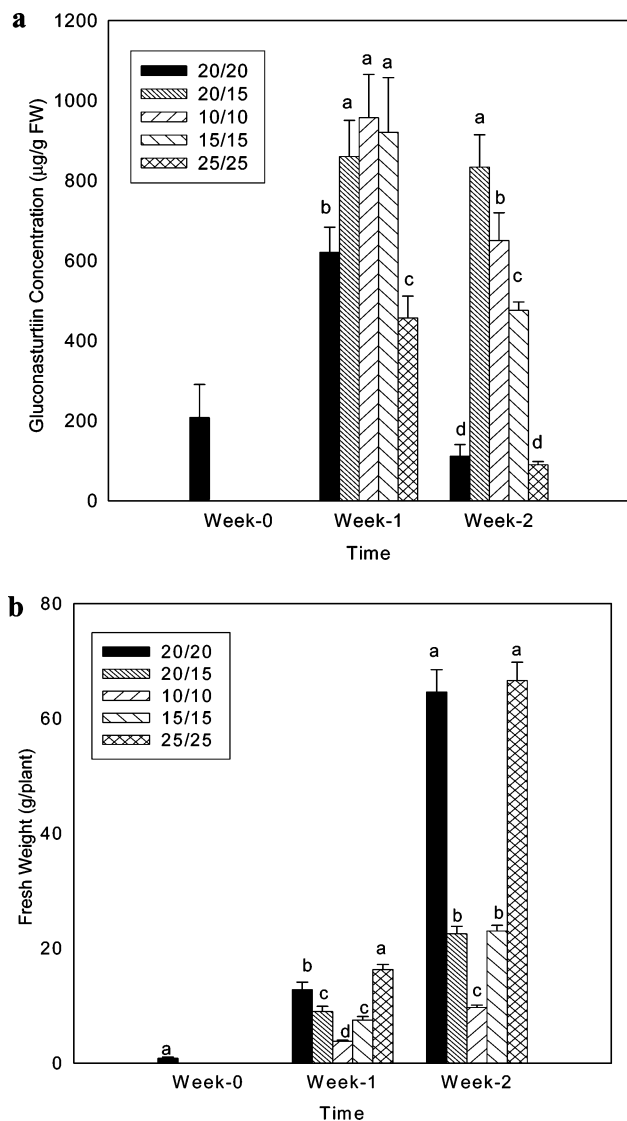 a
1200
1000
800
600
400
200
0
Gluconasturtiin Concentration (µg/g FW)
20/20
20/15
10/10
15/15
25/25
b
a
a
a
c
d
a
b
c
d
Week-0
Week-1
Week-2
Time
b
80
60
40
20
0
Fresh Weight (g/plant)
20/20
20/15
10/10
15/15
25/25
a
b
c
d
c
a
a
b
c
b
a
Week-0
Week-1
Week-2
Time